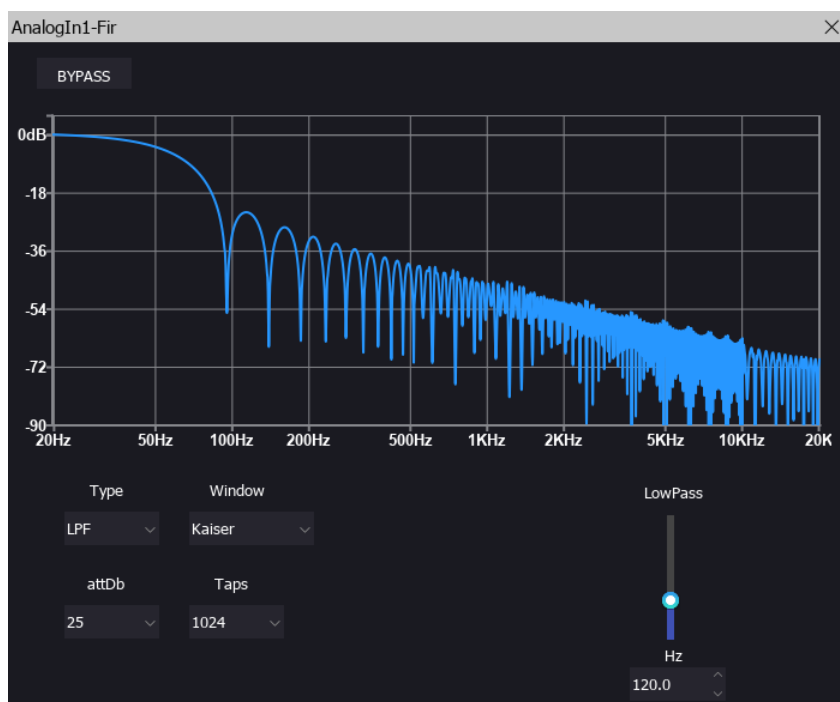 AnalogIn1-Fir
BYPASS
0dB
-18
-36
-54
-72
-90
20Hz 50Hz 100Hz 200Hz 500Hz 1KHz 2KHz 5KHz 10KHz 20K
Type Window LowPass
LPF Kaiser
attDb Taps
25 1024
Hz
120.0